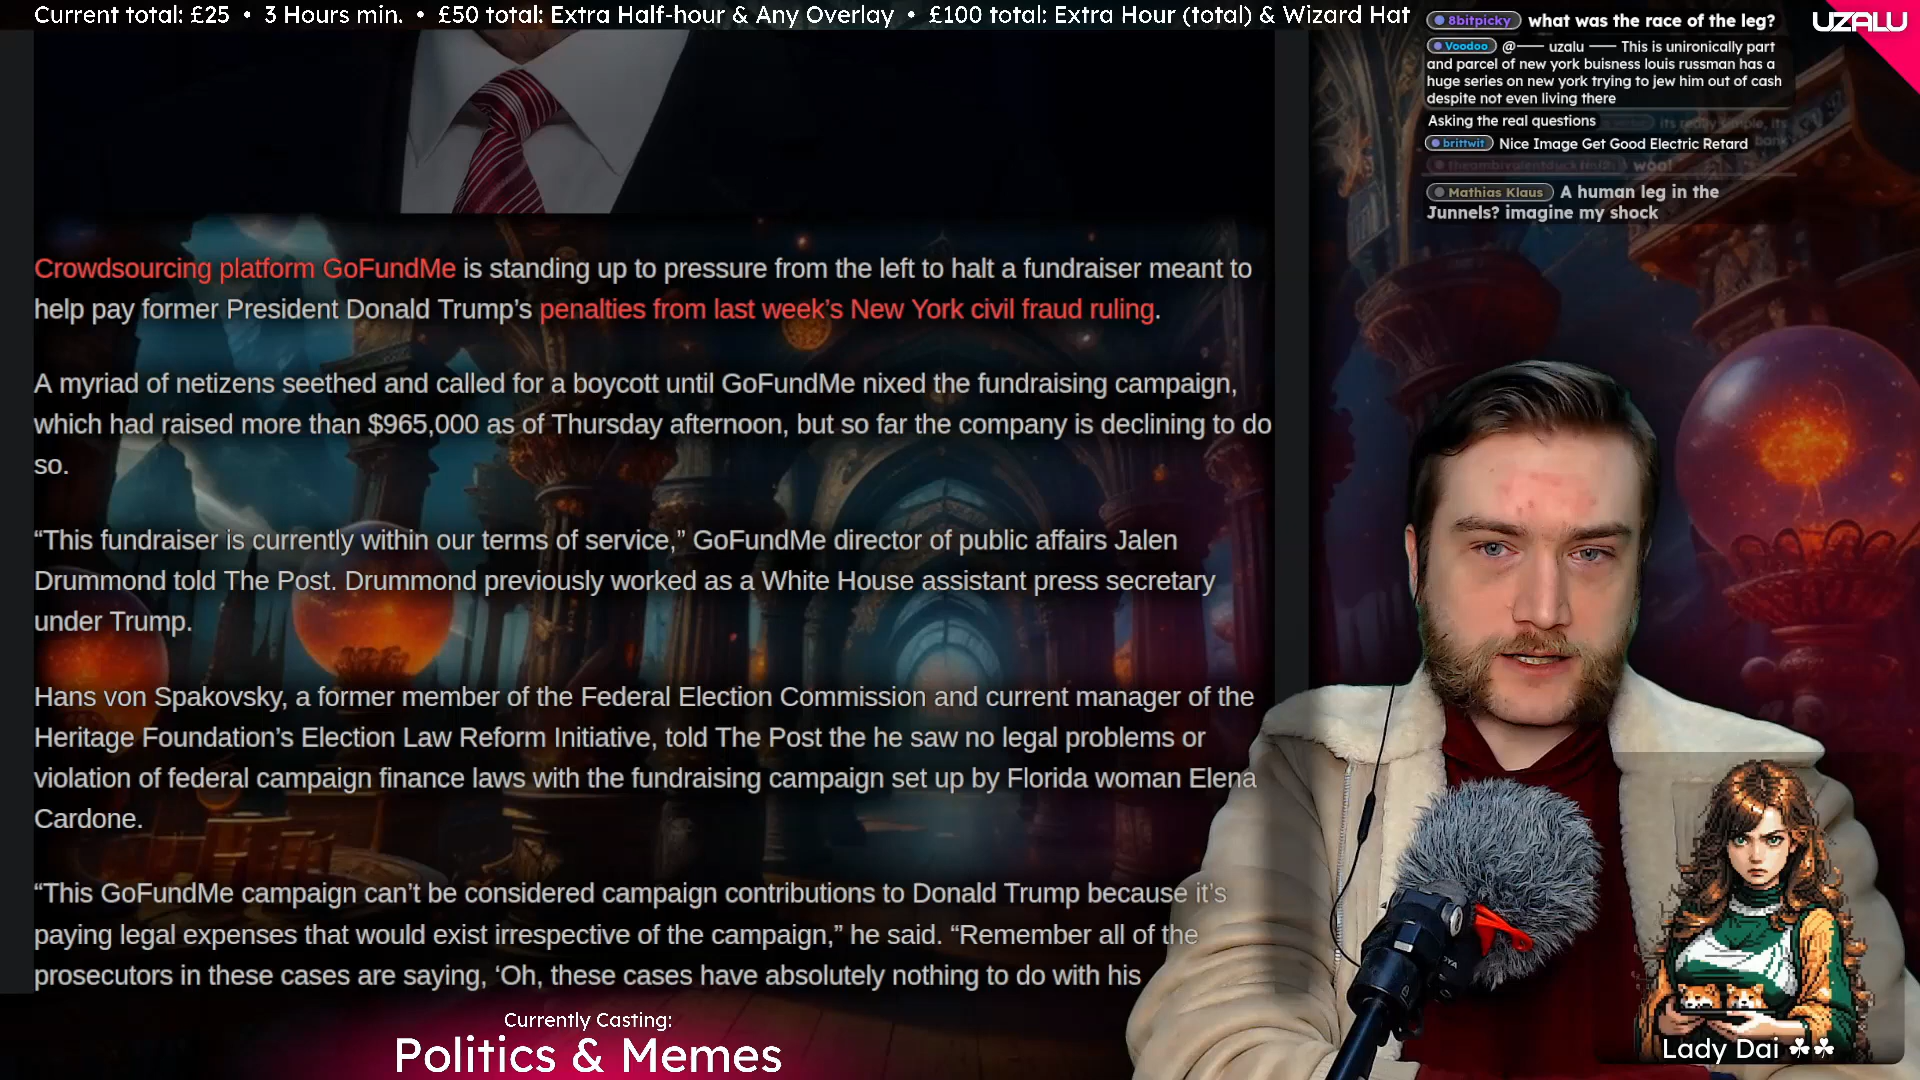 Current total: £25 • 3 Hours min. • £50 total: Extra Half-hour & Any Overlay • £100 total: Extra Hour (total) & Wizard Hat
UZALU
8bitpicky what was the race of the leg?
Voodoo @—— uzalu —— This is unironically part
and parcel of new york buisness louis russman has a
huge series on new york trying to jew him out of cash
despite not even living there
Asking the real questions
its really simple, its
bank
brittwit Nice Image Get Good Electric Retard
woo!
Mathias Klaus A human leg in the
Junnels? imagine my shock
Crowdsourcing platform GoFundMe is standing up to pressure from the left to halt a fundraiser meant to
help pay former President Donald Trump’s penalties from last week’s New York civil fraud ruling.
A myriad of netizens seethed and called for a boycott until GoFundMe nixed the fundraising campaign,
which had raised more than $965,000 as of Thursday afternoon, but so far the company is declining to do
so.
“This fundraiser is currently within our terms of service,” GoFundMe director of public affairs Jalen
Drummond told The Post. Drummond previously worked as a White House assistant press secretary
under Trump.
Hans von Spakovsky, a former member of the Federal Election Commission and current manager of the
Heritage Foundation’s Election Law Reform Initiative, told The Post the he saw no legal problems or
violation of federal campaign finance laws with the fundraising campaign set up by Florida woman Elena
Cardone.
“This GoFundMe campaign can’t be considered campaign contributions to Donald Trump because it’s
paying legal expenses that would exist irrespective of the campaign,” he said. “Remember all of the
prosecutors in these cases are saying, ‘Oh, these cases have absolutely nothing to do with his
Currently Casting:
Politics & Memes
Lady Dai ☘☘